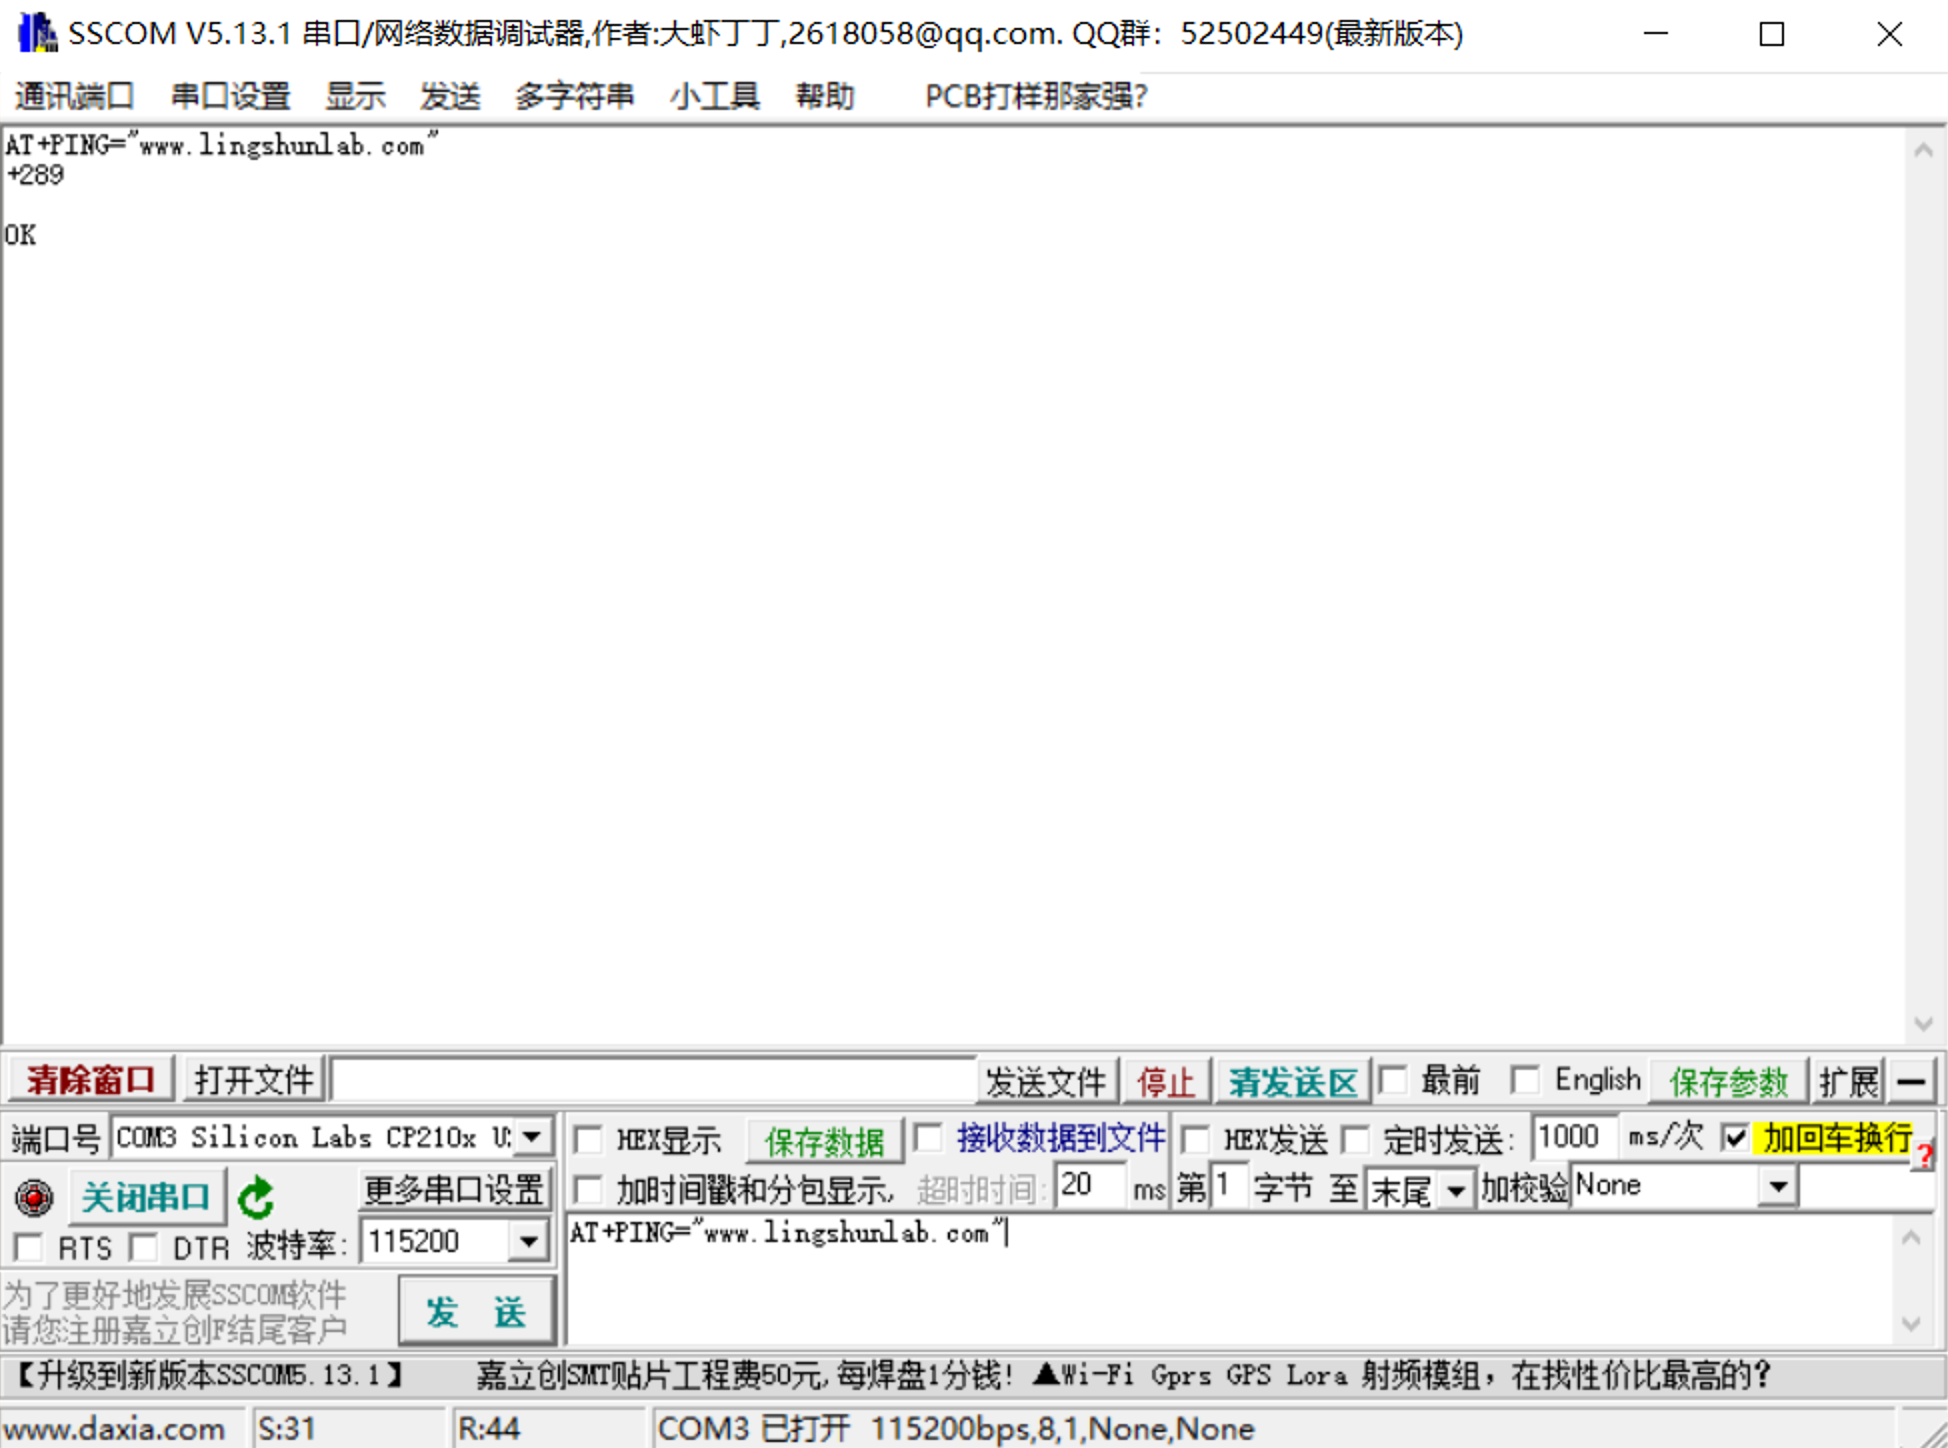 SSCOM V5.13.1 串口/网络数据调试器,作者:大虾丁丁,2618058@qq.com. QQ群: 52502449(最新版本)
通讯端口 串口设置 显示 发送 多字符串 小工具 帮助 PCB打样那家强?
AT+PING="www.lingshunlab.com"
+289
OK
清除窗口 打开文件 发送文件 停止 清发送区 最前 English 保存参数 扩展 —
端口号 COM3 Silicon Labs CP210x U: HEX显示 保存数据 接收数据到文件 HEX发送 定时发送: 1000 ms/次 加回车换行 ?
关闭串口 更多串口设置 加时间戳和分包显示, 超时时间: 20 ms 第 1 字节 至 末尾 加校验 None
RTS DTR 波特率: 115200 AT+PING="www.lingshunlab.com"
为了更好地发展SSCOM软件
请您注册嘉立创F结尾客户
发 送
【升级到新版本SSCOM5.13.1】 嘉立创SMT贴片工程费50元,每焊盘1分钱! ▲Wi-Fi Gprs GPS Lora 射频模组，在找性价比最高的?
www.daxia.com S:31 R:44 COM3 已打开 115200bps,8,1,None,None